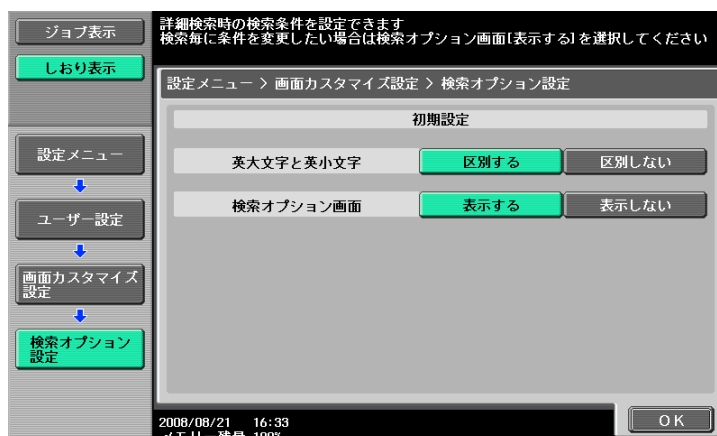 ジョブ表示
しおり表示
詳細検索時の検索条件を設定できます
検索毎に条件を変更したい場合は検索オプション画面[表示する]を選択してください
設定メニュー > 画面カスタマイズ設定 > 検索オプション設定
初期設定
英大文字と英小文字 区別する 区別しない
検索オプション画面 表示する 表示しない
設定メニュー
ユーザー設定
画面カスタマイズ
設定
検索オプション
設定
2008/08/21 16:33
メモリー残量 100%
OK